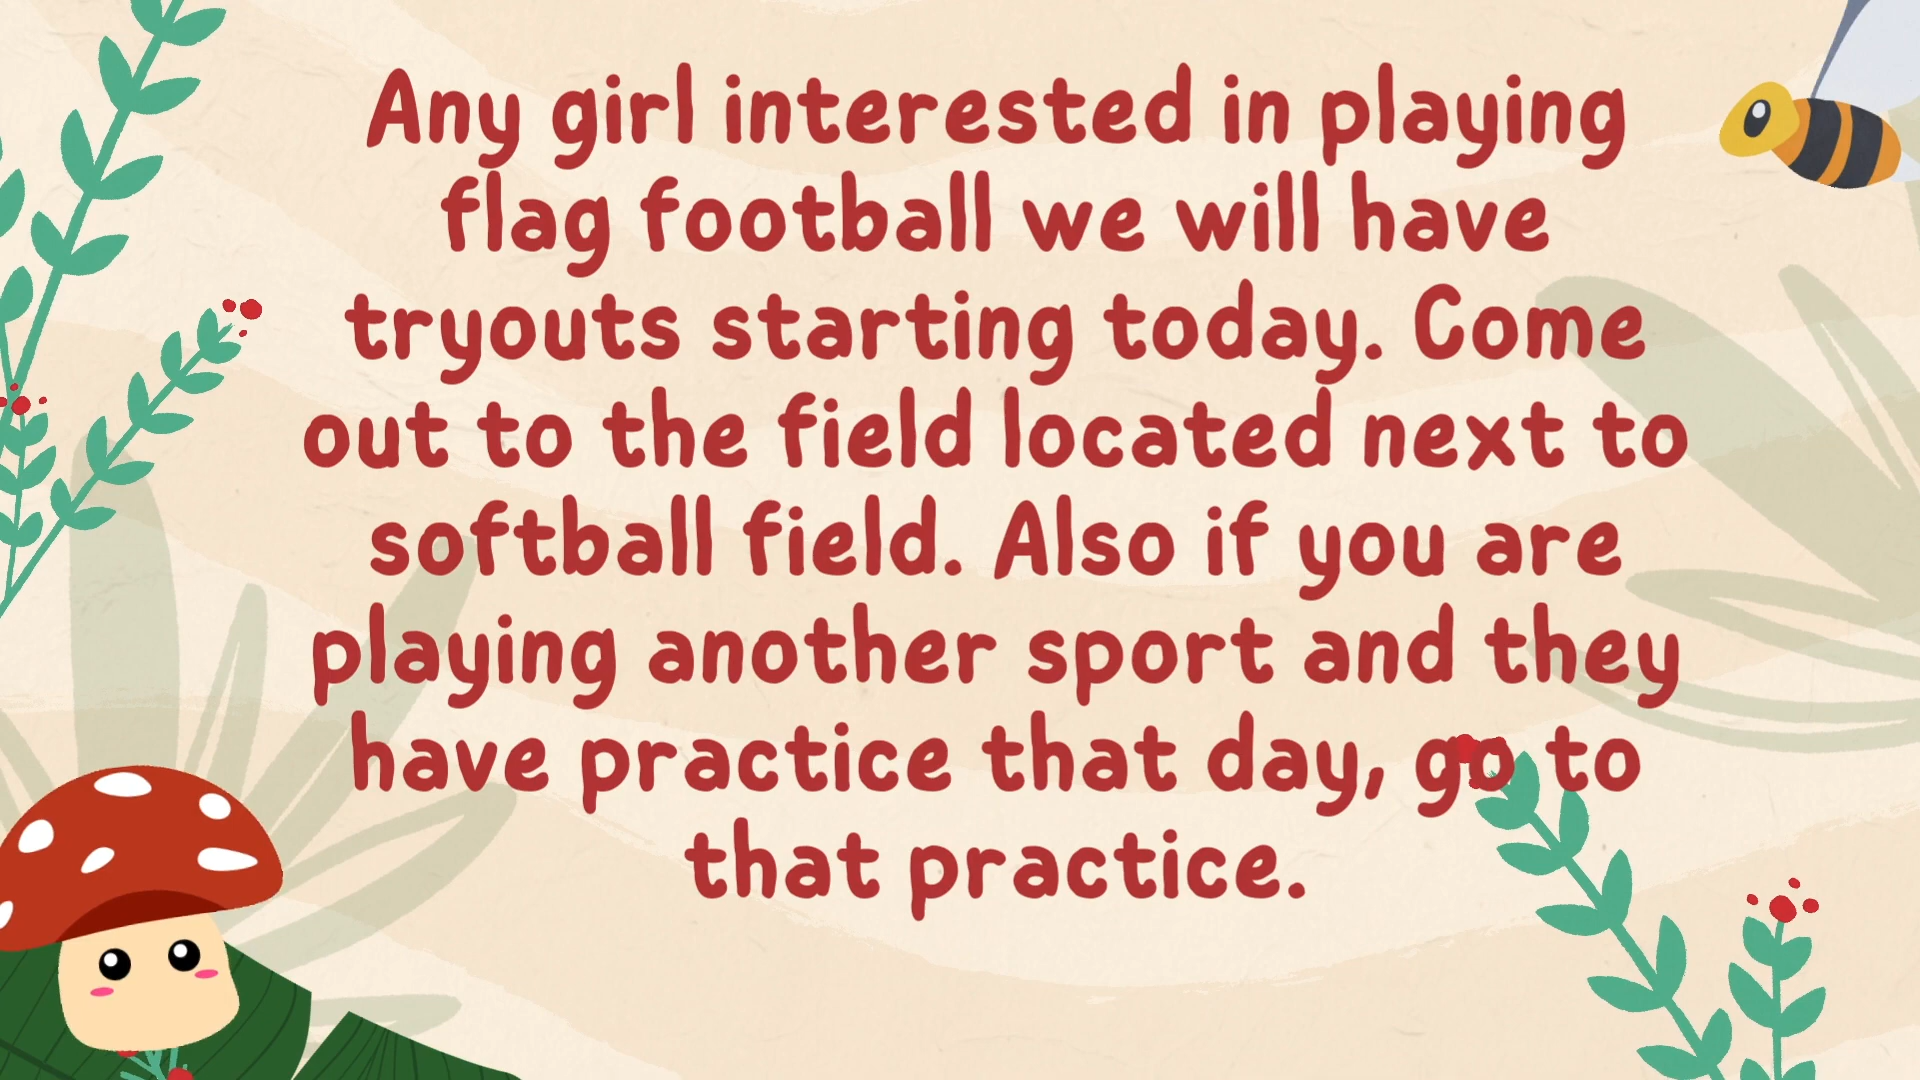 Any girl interested in playing
flag football we will have
tryouts starting today. Come
out to the field located next to
softball field. Also if you are
playing another sport and they
have practice that day, go to
that practice.